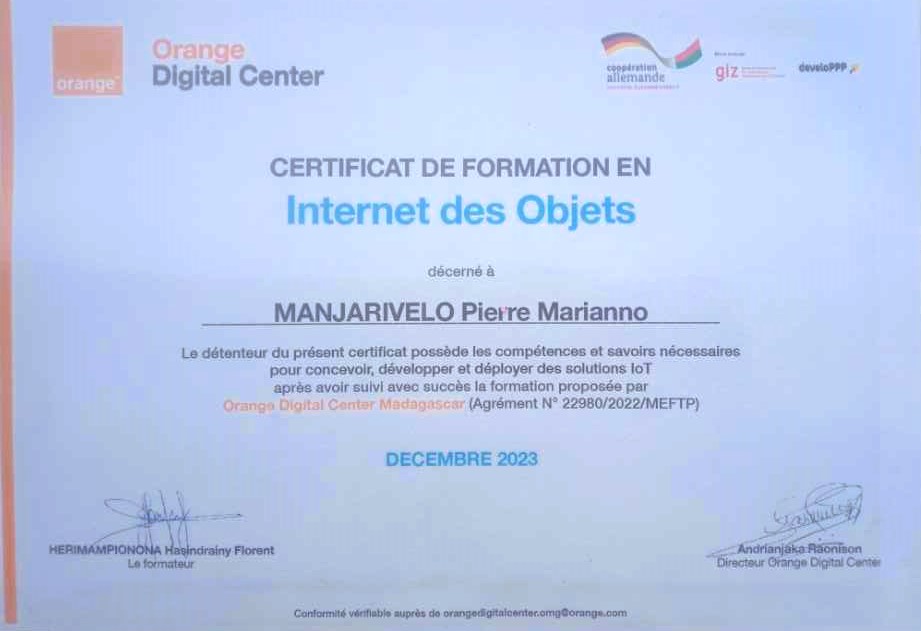 orange
Orange
Digital Center
coopération
allemande
giz
develoPPP
CERTIFICAT DE FORMATION EN
Internet des Objets
décerné à
MANJARIVELO Pierre Marianno
Le détenteur du présent certificat possède les compétences et savoirs nécessaires
pour concevoir, développer et déployer des solutions IoT
après avoir suivi avec succès la formation proposée par
Orange Digital Center Madagascar (Agrément N° 22980/2022/MEFTP)
DECEMBRE 2023
HERIMAMPIONONA Hasindrainy Florent
Le formateur
Andrianjaka Raonison
Directeur Orange Digital Center
Conformité vérifiable auprès de orangedigitalcenter.omg@orange.com